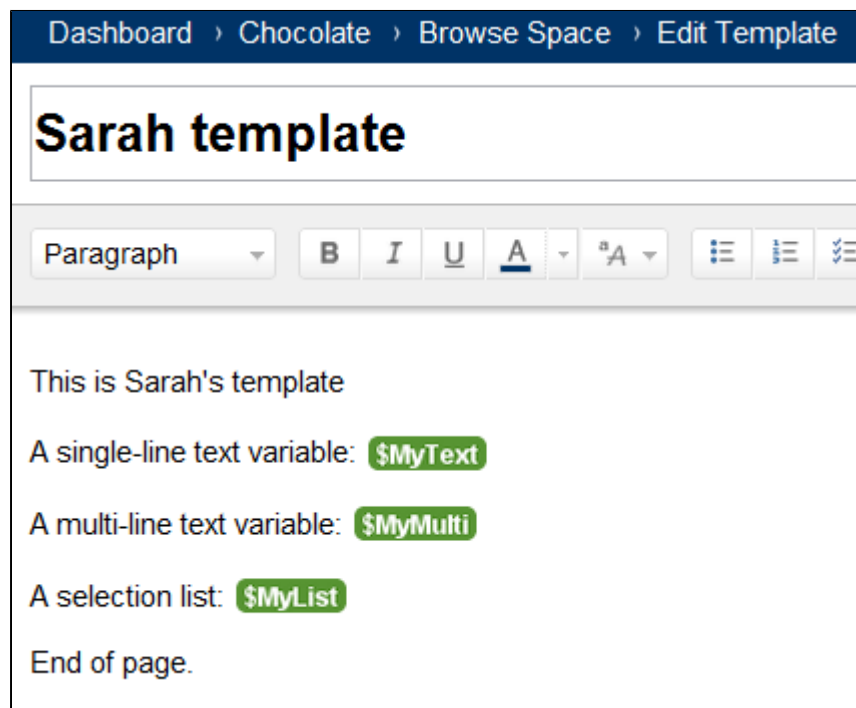 Dashboard › Chocolate › Browse Space › Edit Template
Sarah template
Paragraph B I U A aA
This is Sarah's template
A single-line text variable: $MyText
A multi-line text variable: $MyMulti
A selection list: $MyList
End of page.